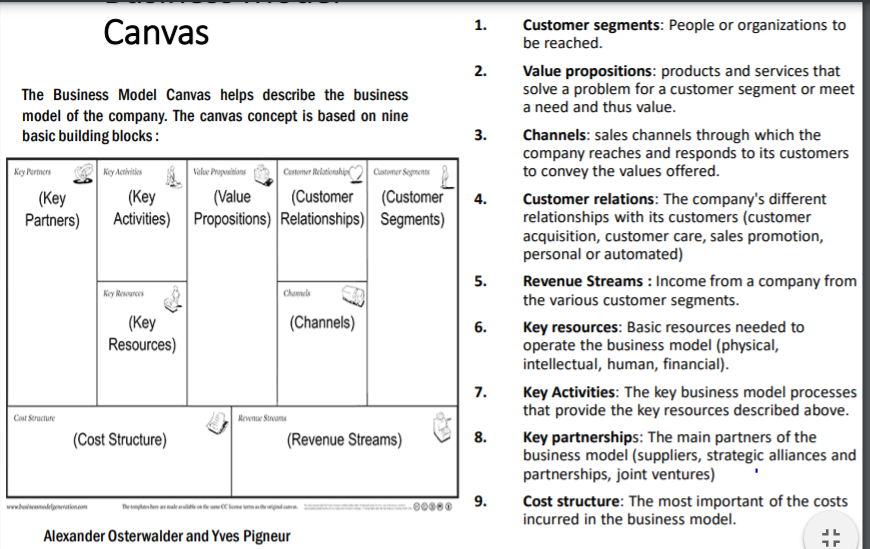 Business Model
Canvas
The Business Model Canvas helps describe the business
model of the company. The canvas concept is based on nine
basic building blocks :
Key Partners
(Key
Partners)
Key Activities
(Key
Activities)
Value Propositions
(Value
Propositions)
Customer Relationships
(Customer
Relationships)
Customer Segments
(Customer
Segments)
Key Resources
(Key
Resources)
Channels
(Channels)
Cost Structure
(Cost Structure)
Revenue Streams
(Revenue Streams)
www.businessmodelgeneration.com
Alexander Osterwalder and Yves Pigneur
1. Customer segments: People or organizations to
be reached.
2. Value propositions: products and services that
solve a problem for a customer segment or meet
a need and thus value.
3. Channels: sales channels through which the
company reaches and responds to its customers
to convey the values offered.
4. Customer relations: The company's different
relationships with its customers (customer
acquisition, customer care, sales promotion,
personal or automated)
5. Revenue Streams : Income from a company from
the various customer segments.
6. Key resources: Basic resources needed to
operate the business model (physical,
intellectual, human, financial).
7. Key Activities: The key business model processes
that provide the key resources described above.
8. Key partnerships: The main partners of the
business model (suppliers, strategic alliances and
partnerships, joint ventures)
9. Cost structure: The most important of the costs
incurred in the business model.